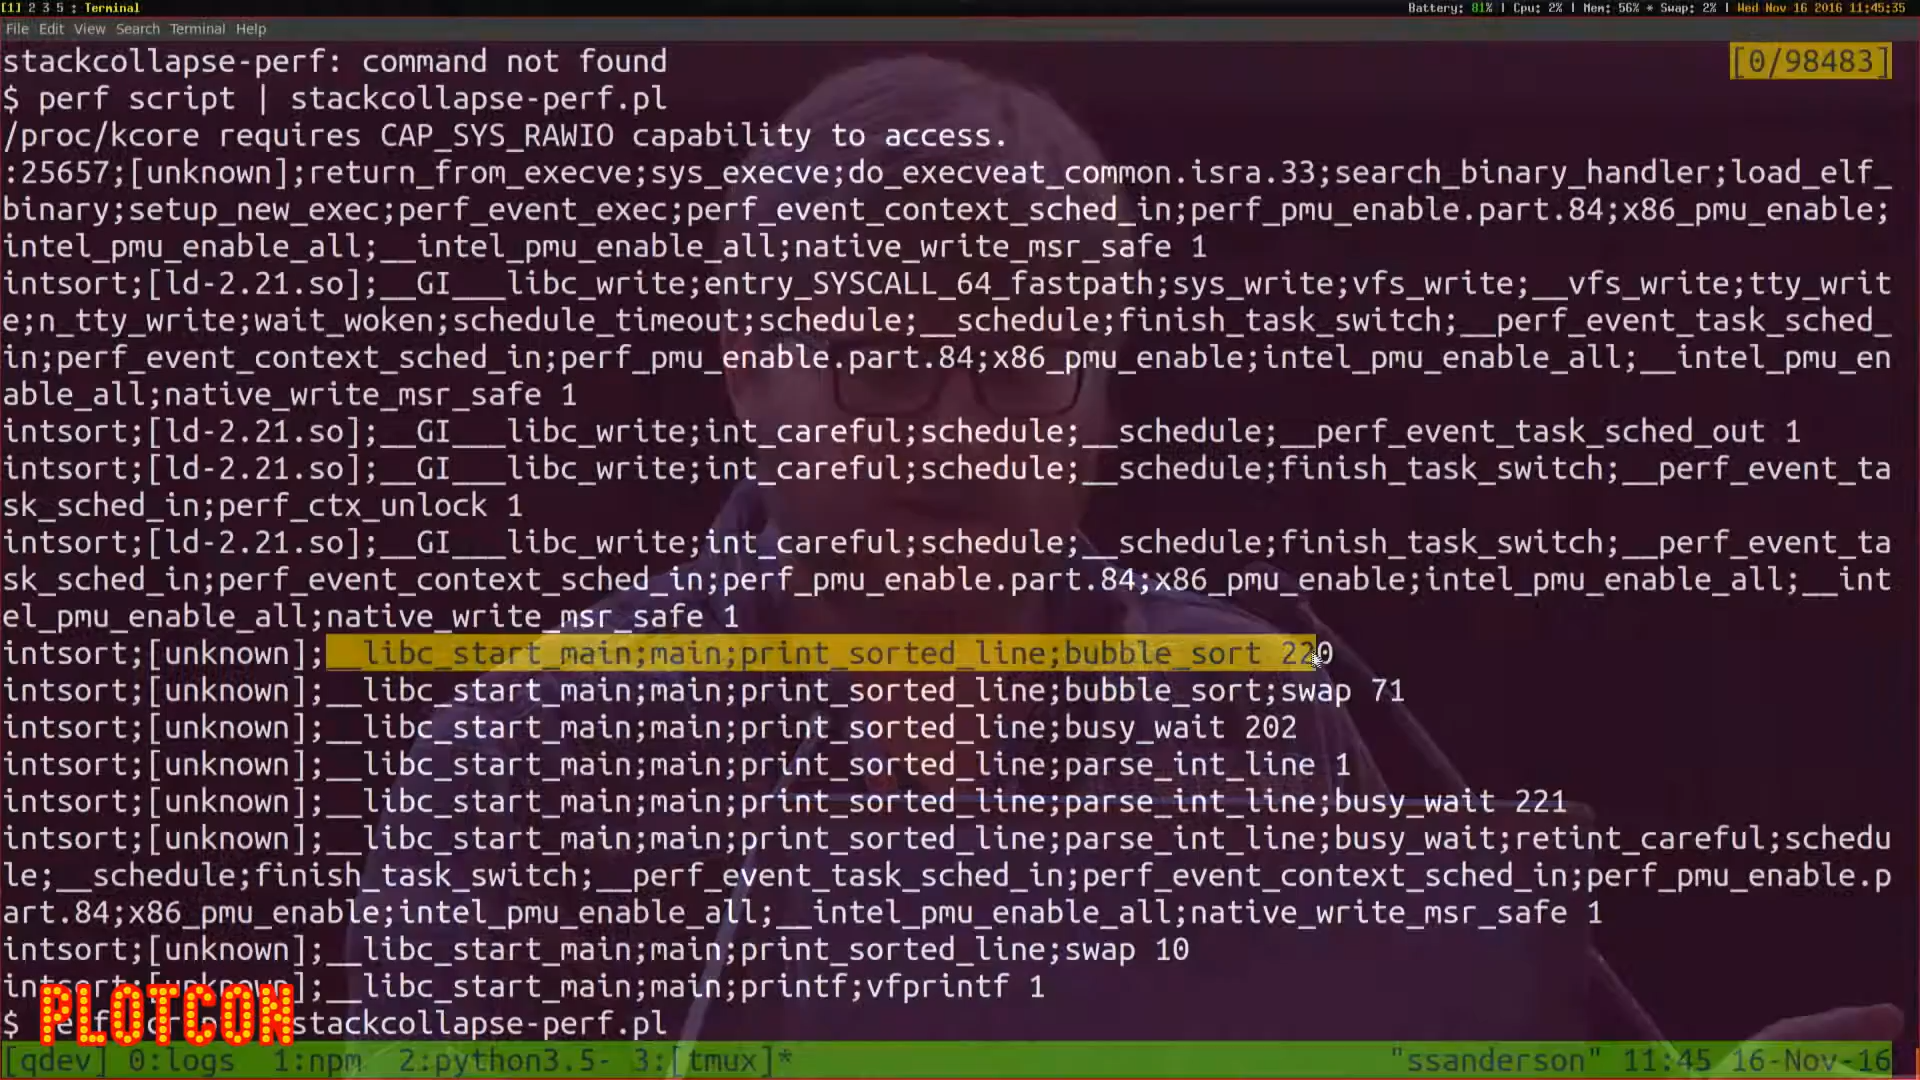 [1] 2 3 5 : Terminal
Battery: 81% | Cpu: 2% | Mem: 56% * Swap: 2% | Wed Nov 16 2016 11:45:35
File Edit View Search Terminal Help
stackcollapse-perf: command not found
[0/98483]
$ perf script | stackcollapse-perf.pl
/proc/kcore requires CAP_SYS_RAWIO capability to access.
:25657;[unknown];return_from_execve;sys_execve;do_execveat_common.isra.33;search_binary_handler;load_elf_
binary;setup_new_exec;perf_event_exec;perf_event_context_sched_in;perf_pmu_enable.part.84;x86_pmu_enable;
intel_pmu_enable_all;__intel_pmu_enable_all;native_write_msr_safe 1
intsort;[ld-2.21.so];__GI___libc_write;entry_SYSCALL_64_fastpath;sys_write;vfs_write;__vfs_write;tty_writ
e;n_tty_write;wait_woken;schedule_timeout;schedule;__schedule;finish_task_switch;__perf_event_task_sched_
in;perf_event_context_sched_in;perf_pmu_enable.part.84;x86_pmu_enable;intel_pmu_enable_all;__intel_pmu_en
able_all;native_write_msr_safe 1
intsort;[ld-2.21.so];__GI___libc_write;int_careful;schedule;__schedule;__perf_event_task_sched_out 1
intsort;[ld-2.21.so];__GI___libc_write;int_careful;schedule;__schedule;finish_task_switch;__perf_event_ta
sk_sched_in;perf_ctx_unlock 1
intsort;[ld-2.21.so];__GI___libc_write;int_careful;schedule;__schedule;finish_task_switch;__perf_event_ta
sk_sched_in;perf_event_context_sched_in;perf_pmu_enable.part.84;x86_pmu_enable;intel_pmu_enable_all;__int
el_pmu_enable_all;native_write_msr_safe 1
intsort;[unknown];__libc_start_main;main;print_sorted_line;bubble_sort 220
intsort;[unknown];__libc_start_main;main;print_sorted_line;bubble_sort;swap 71
intsort;[unknown];__libc_start_main;main;print_sorted_line;busy_wait 202
intsort;[unknown];__libc_start_main;main;print_sorted_line;parse_int_line 1
intsort;[unknown];__libc_start_main;main;print_sorted_line;parse_int_line;busy_wait 221
intsort;[unknown];__libc_start_main;main;print_sorted_line;parse_int_line;busy_wait;retint_careful;schedu
le;__schedule;finish_task_switch;__perf_event_task_sched_in;perf_event_context_sched_in;perf_pmu_enable.p
art.84;x86_pmu_enable;intel_pmu_enable_all;__intel_pmu_enable_all;native_write_msr_safe 1
intsort;[unknown];__libc_start_main;main;print_sorted_line;swap 10
intsort;[unknown];__libc_start_main;main;printf;vfprintf 1
PLOTCON
$ perf script | stackcollapse-perf.pl
[qdev] 0:logs 1:npm 2:python3.5- 3:[tmux]*
"ssanderson" 11:45 16-Nov-16